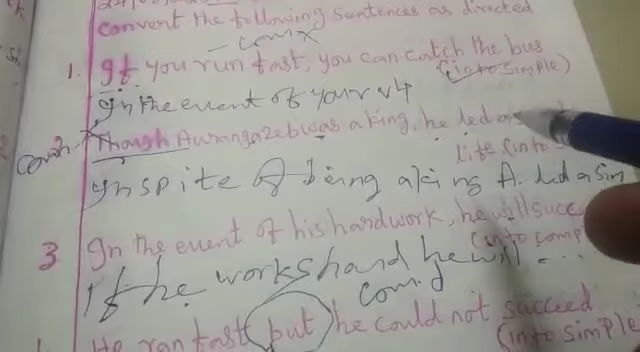 convert the following sentences as directed
- comx
1. If you run fast, you can catch the bus
(into simple)
In the event of your v4
2. Though Aurangazeb was a king, he led a
life (into s
Inspite of being a king A. led a sim
3 In the event of his hardwork, he will succe
(into comp
If he works hard he will ...
com.d
He ran fast but he could not succeed
(into simple